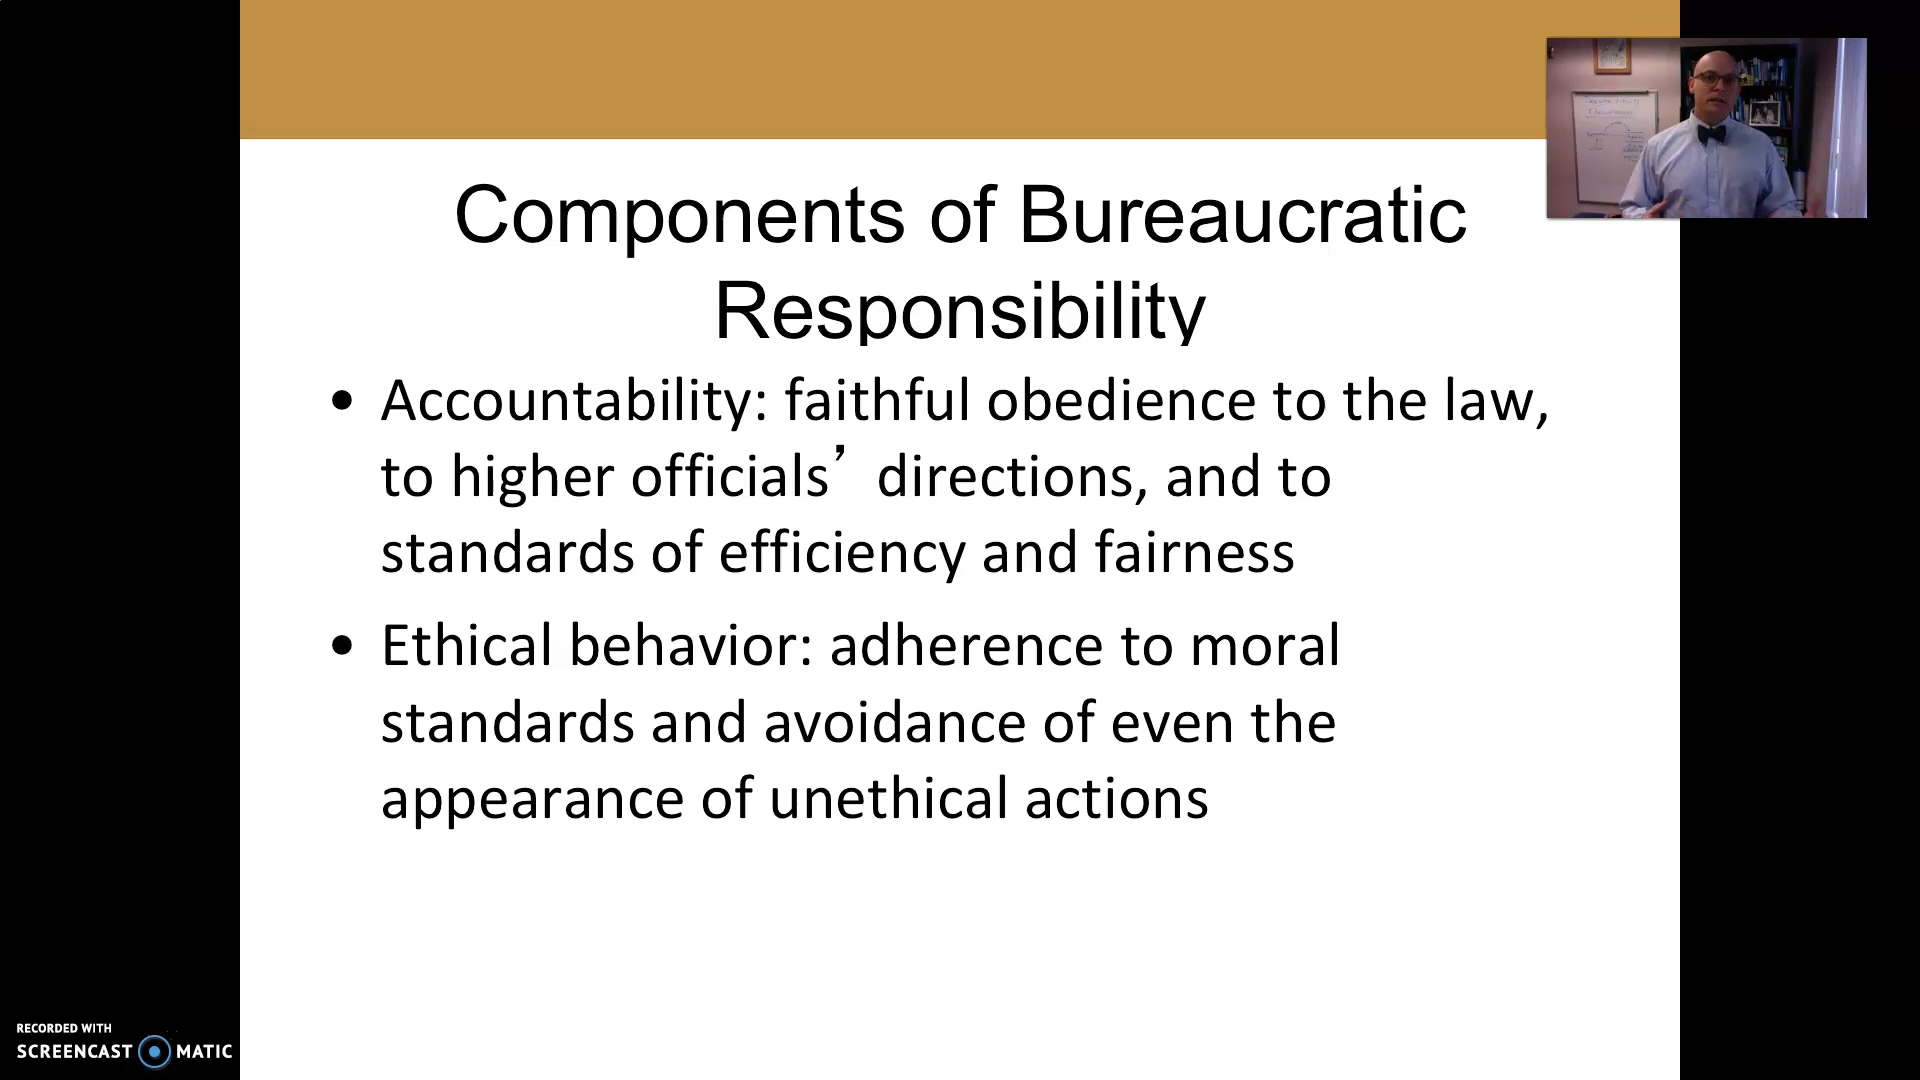 Components of Bureaucratic
Responsibility
• Accountability: faithful obedience to the law,
to higher officials’ directions, and to
standards of efficiency and fairness
• Ethical behavior: adherence to moral
standards and avoidance of even the
appearance of unethical actions
RECORDED WITH
SCREENCAST MATIC